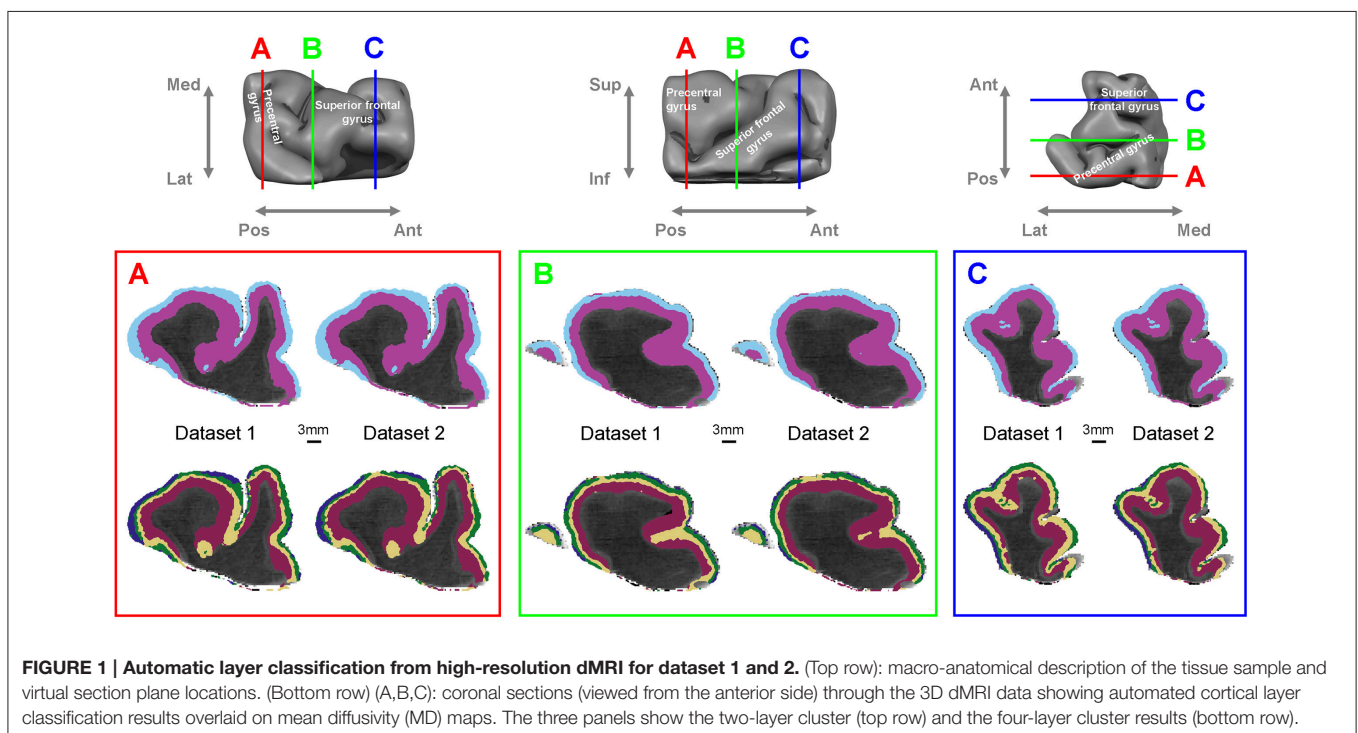 A B C
Med
Lat
Precentral gyrus
Superior frontal gyrus
Pos Ant
A B C
Sup
Inf
Precentral gyrus
Superior frontal gyrus
Pos Ant
Ant
Pos
Superior frontal gyrus
Precentral gyrus
C
B
A
Lat Med
A
Dataset 1 3mm Dataset 2
B
Dataset 1 3mm Dataset 2
C
Dataset 1 3mm Dataset 2
FIGURE 1 | Automatic layer classification from high-resolution dMRI for dataset 1 and 2. (Top row): macro-anatomical description of the tissue sample and
virtual section plane locations. (Bottom row) (A,B,C): coronal sections (viewed from the anterior side) through the 3D dMRI data showing automated cortical layer
classification results overlaid on mean diffusivity (MD) maps. The three panels show the two-layer cluster (top row) and the four-layer cluster results (bottom row).